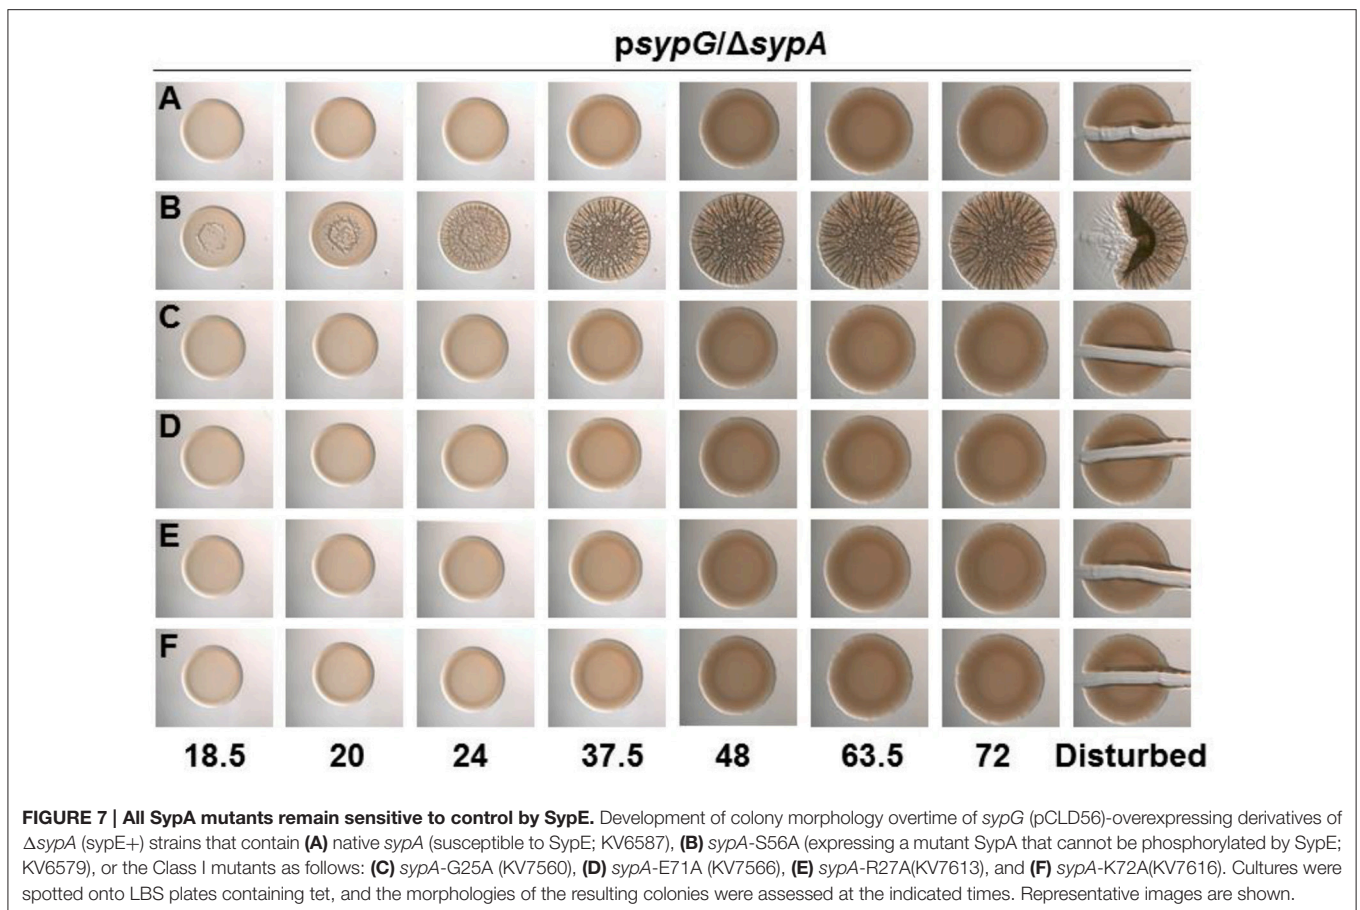 psypG/ΔsypA
A
B
C
D
E
F
18.5 20 24 37.5 48 63.5 72 Disturbed
FIGURE 7 | All SypA mutants remain sensitive to control by SypE. Development of colony morphology overtime of sypG (pCLD56)-overexpressing derivatives of
ΔsypA (sypE+) strains that contain (A) native sypA (susceptible to SypE; KV6587), (B) sypA-S56A (expressing a mutant SypA that cannot be phosphorylated by SypE;
KV6579), or the Class I mutants as follows: (C) sypA-G25A (KV7560), (D) sypA-E71A (KV7566), (E) sypA-R27A(KV7613), and (F) sypA-K72A(KV7616). Cultures were
spotted onto LBS plates containing tet, and the morphologies of the resulting colonies were assessed at the indicated times. Representative images are shown.